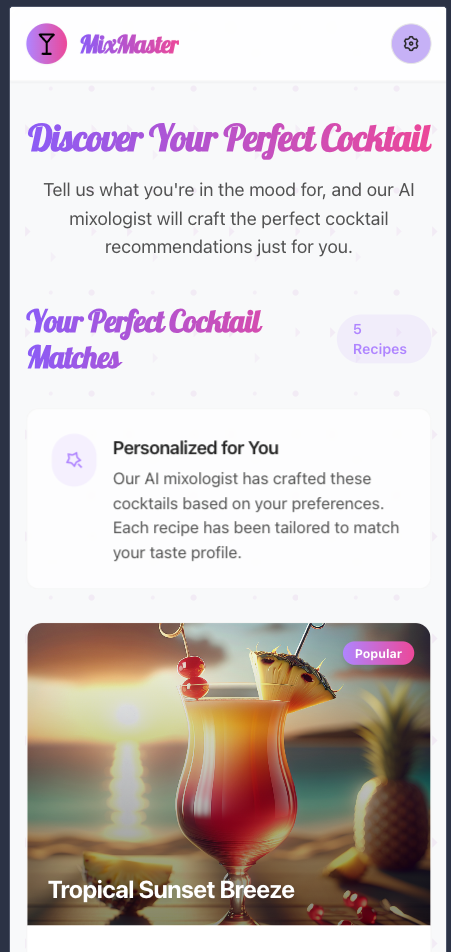 MixMaster
Discover Your Perfect Cocktail
Tell us what you're in the mood for, and our AI
mixologist will craft the perfect cocktail
recommendations just for you.
Your Perfect Cocktail
Matches
5
Recipes
Personalized for You
Our AI mixologist has crafted these
cocktails based on your preferences.
Each recipe has been tailored to match
your taste profile.
Popular
Tropical Sunset Breeze